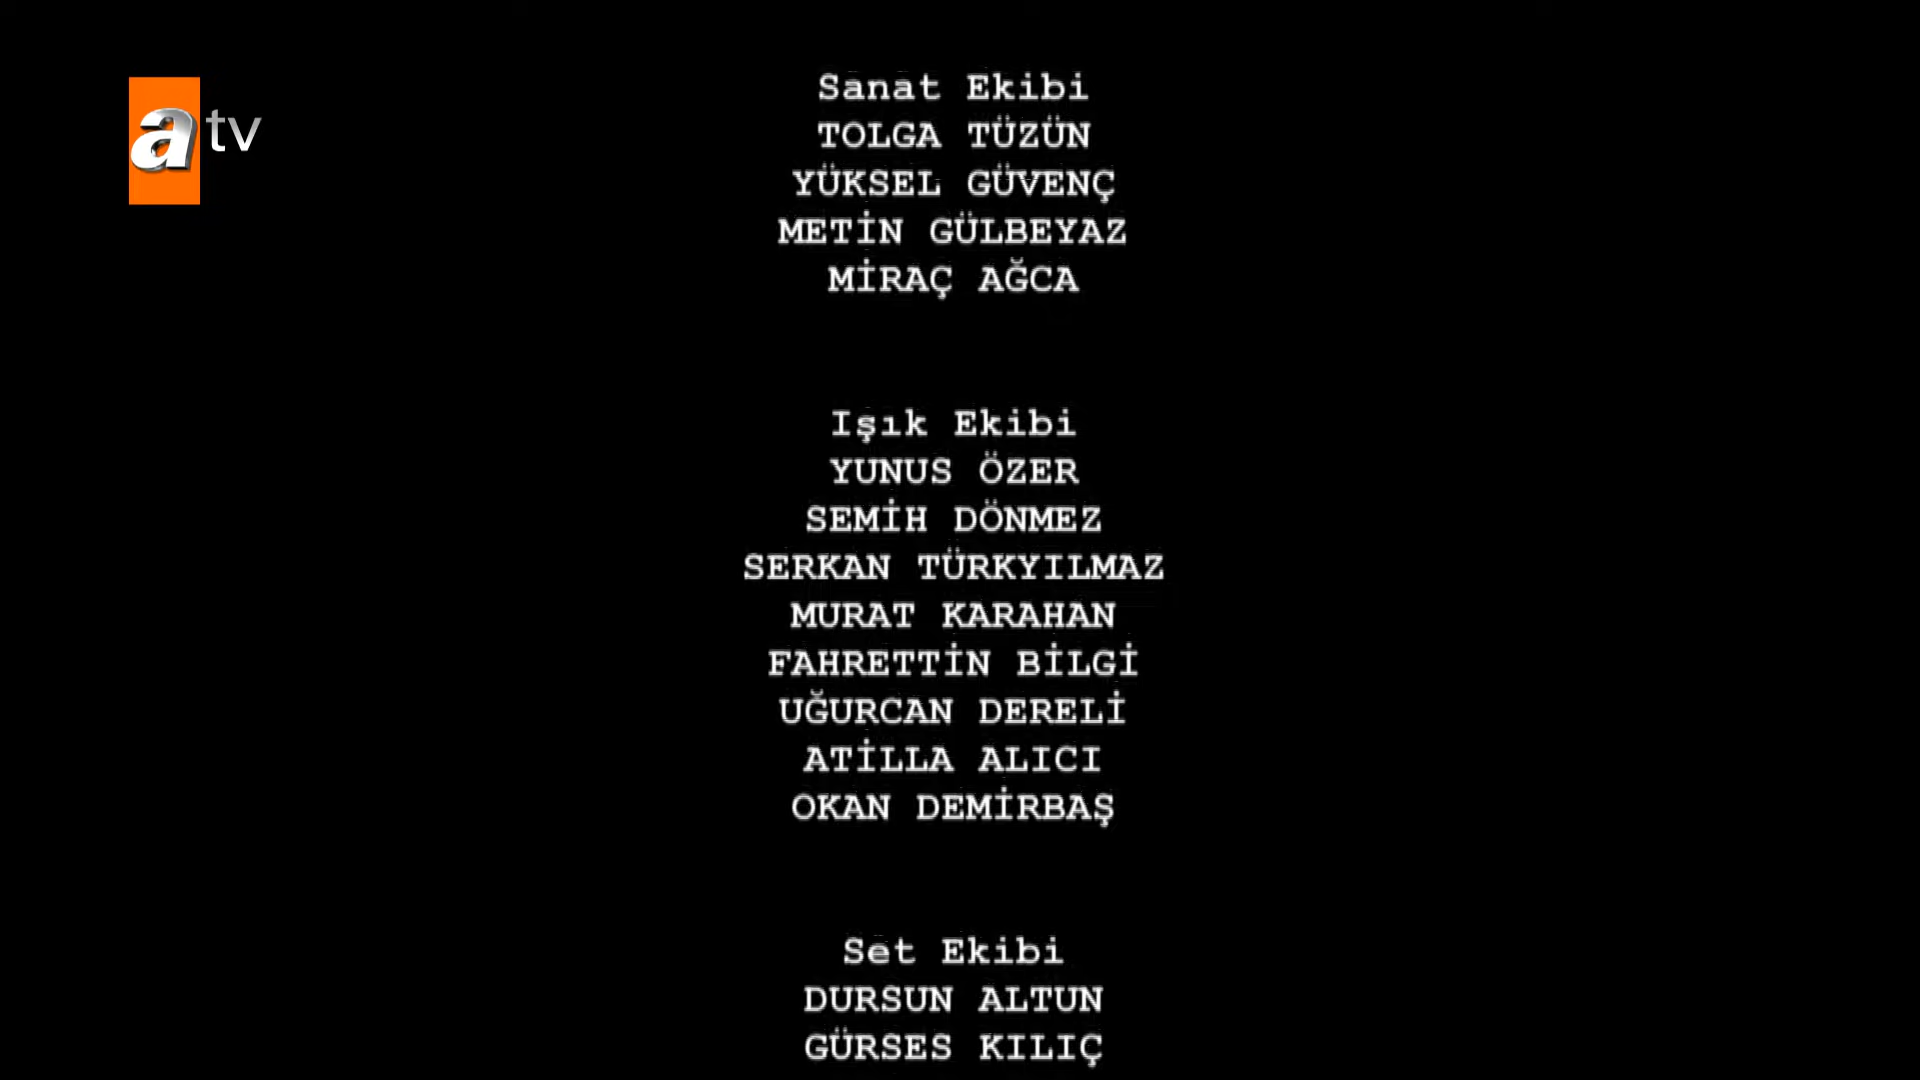 atv
Sanat Ekibi
TOLGA TÜZÜN
YÜKSEL GÜVENÇ
METİN GÜLBEYAZ
MİRAÇ AĞCA
Işık Ekibi
YUNUS ÖZER
SEMİH DÖNMEZ
SERKAN TÜRKYILMAZ
MURAT KARAHAN
FAHRETTİN BİLGİ
UĞURCAN DERELİ
ATİLLA ALICI
OKAN DEMİRBAŞ
Set Ekibi
DURSUN ALTUN
GÜRSES KILIÇ